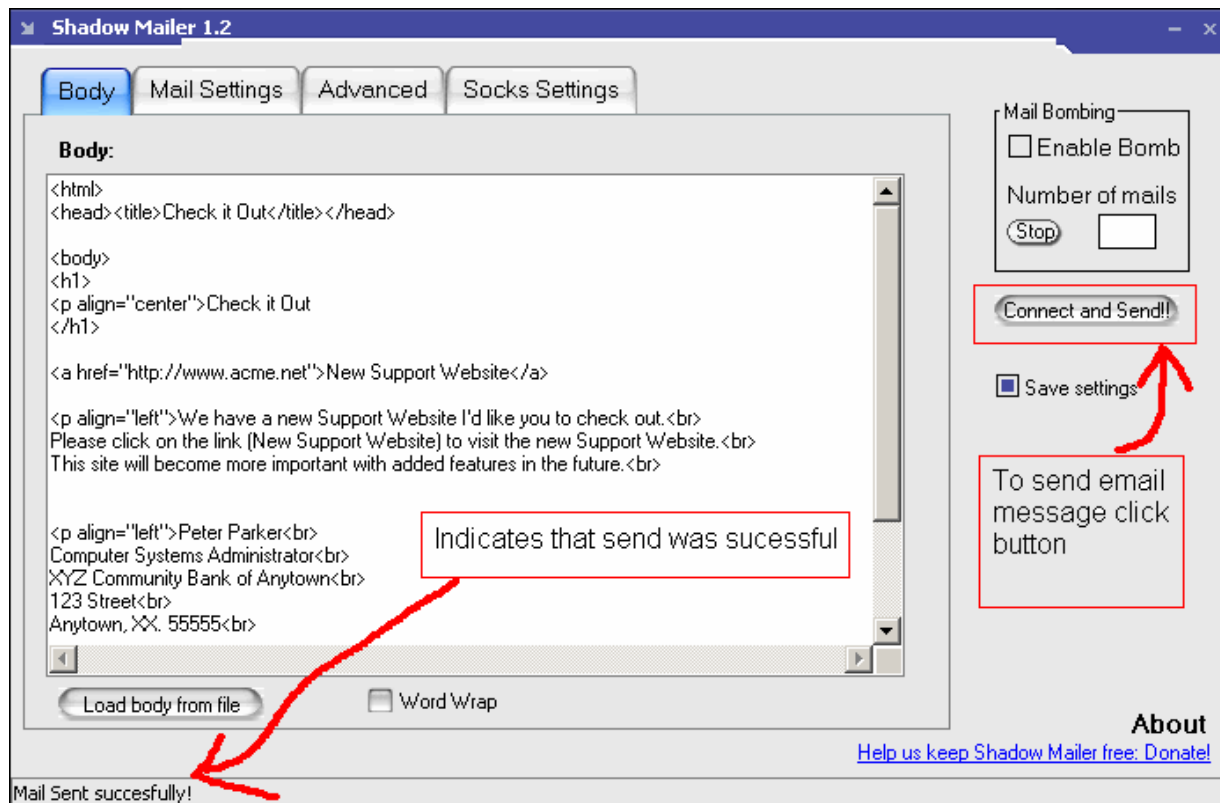 Shadow Mailer 1.2
Body
Mail Settings
Advanced
Socks Settings
Body:
<html>
<head><title>Check it Out</title></head>
<body>
<h1>
<p align="center">Check it Out
</h1>
<a href="http://www.acme.net">New Support Website</a>
<p align="left">We have a new Support Website I'd like you to check out.<br>
Please click on the link (New Support Website) to visit the new Support Website.<br>
This site will become more important with added features in the future.<br>
<p align="left">Peter Parker<br>
Computer Systems Administrator<br>
XYZ Community Bank of Anytown<br>
123 Street<br>
Anytown, XX. 55555<br>
Indicates that send was sucessful
Load body from file
Word Wrap
Mail Bombing
Enable Bomb
Number of mails
Stop
Connect and Send!!
Save settings
To send email
message click
button
About
Help us keep Shadow Mailer free: Donate!
Mail Sent succesfully!